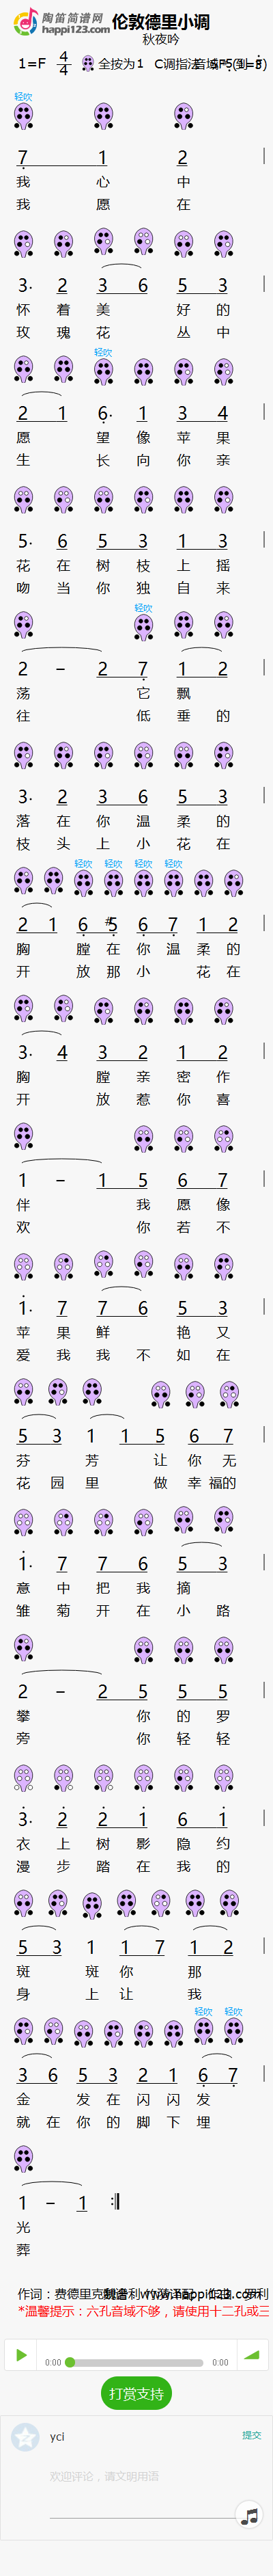 陶笛简谱网
happi123.com
伦敦德里小调
秋夜吟
1=F 4/4 全按为1 C调指法
轻吹
7 1 2
我 心 中
我 愿 在
3· 2 3 6 5 3
怀 着 美 好 的
玫 瑰 花 丛 中
轻吹
2 1 6· 1 3 4
愿 望 像 苹 果
生 长 向 你 亲
5· 6 5 3 1 3
花 在 树 枝 上 摇
吻 当 你 独 自 来
轻吹
2 – 2 7 1 2
荡 它 飘
往 低 垂 的
3· 2 3 6 5 3
落 在 你 温 柔 的
枝 头 上 小 花 在
轻吹 轻吹 轻吹 轻吹
2 1 6 #5 6 7 1 2
胸 膛 在 你 温 柔 的
开 放 那 小 花 在
3· 4 3 2 1 2
胸 膛 亲 密 作
开 放 惹 你 喜
1 – 1 5 6 7
伴 我 愿 像
欢 你 若 不
1· 7 7 6 5 3
苹 果 鲜 艳 又
爱 我 我 不 如 在
5 3 1 1 5 6 7
芬 芳 让 你 无
花 园 里 做 幸 福的
1· 7 7 6 5 3
意 中 把 我 摘
雏 菊 开 在 小 路
2 – 2 5 5 5
攀 你 的 罗
旁 你 轻 轻
3· 2 2 1 6 1
衣 上 树 影 隐 约
漫 步 踏 在 我 的
5 3 1 1 7 1 2
斑 斑 你 那
身 上 让 我
轻吹 轻吹
3 6 5 3 2 1 6 7
金 发 在 闪 闪 发
就 在 你 的 脚 下 埋
1 – 1 :||
光
葬
作词：费德里克 www.happi123.com
*温馨提示：六孔音域不够，请使用十二孔或三
0:00 0:00
打赏支持
yci 提交
欢迎评论，请文明用语